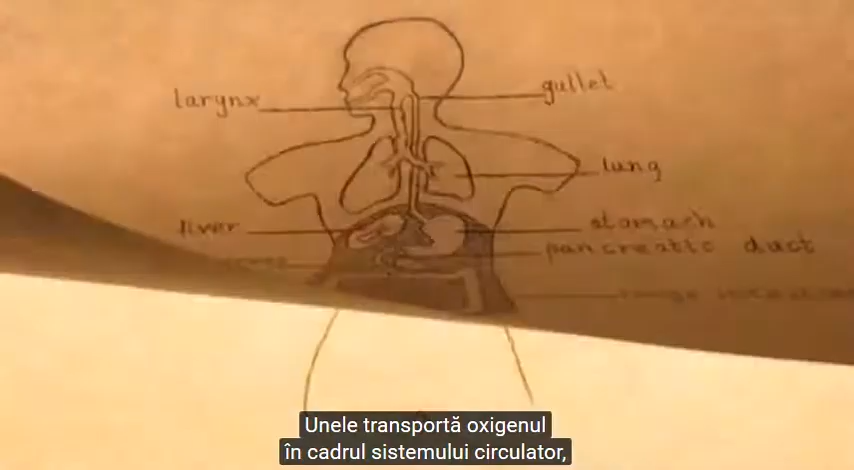 larynx
gullet
lung
liver
stomach
pancreatic duct
Unele transportă oxigenul
în cadrul sistemului circulator,